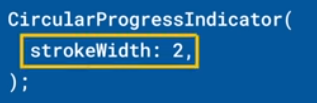 CircularProgressIndicator(
strokeWidth: 2,
);